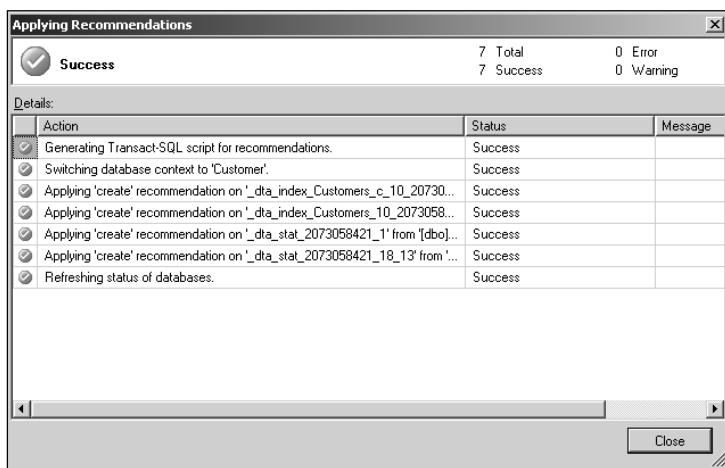 Applying Recommendations
Success
7 Total 0 Error
7 Success 0 Warning
Details:
Action Status Message
Generating Transact-SQL script for recommendations. Success
Switching database context to 'Customer'. Success
Applying 'create' recommendation on '_dta_index_Customers_c_10_20730... Success
Applying 'create' recommendation on '_dta_index_Customers_10_2073058... Success
Applying 'create' recommendation on '_dta_stat_2073058421_1' from '[dbo]... Success
Applying 'create' recommendation on '_dta_stat_2073058421_18_13' from '... Success
Refreshing status of databases. Success
Close